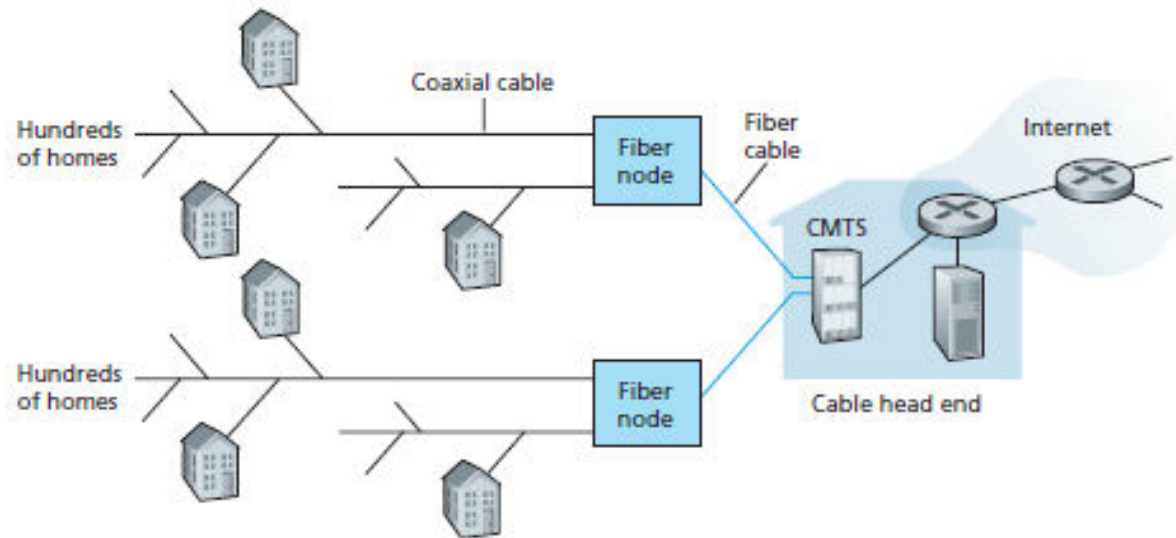 Coaxial cable
Hundreds
of homes
Fiber
node
Fiber
cable
Internet
CMTS
Hundreds
of homes
Fiber
node
Cable head end